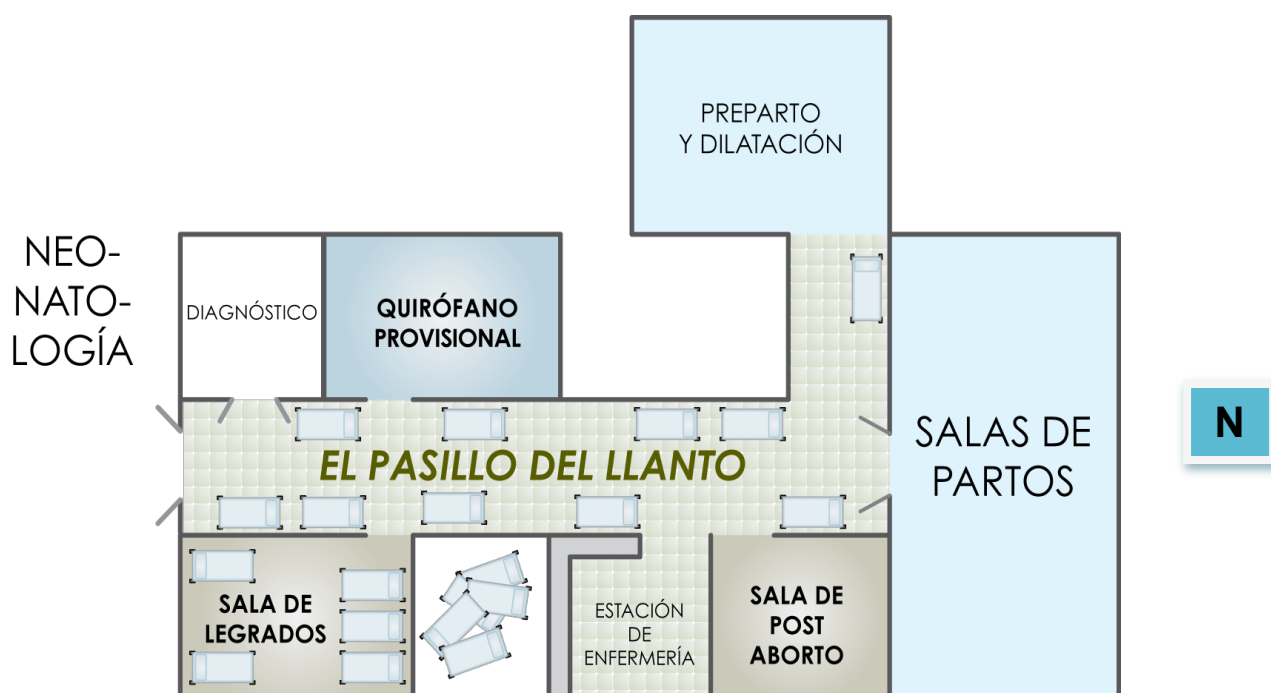 PREPARTO
Y DILATACIÓN
NEO-
NATO-
LOGÍA
DIAGNÓSTICO
QUIRÓFANO
PROVISIONAL
SALAS DE
PARTOS
N
EL PASILLO DEL LLANTO
SALA DE
LEGRADOS
ESTACIÓN
DE
ENFERMERÍA
SALA DE
POST
ABORTO